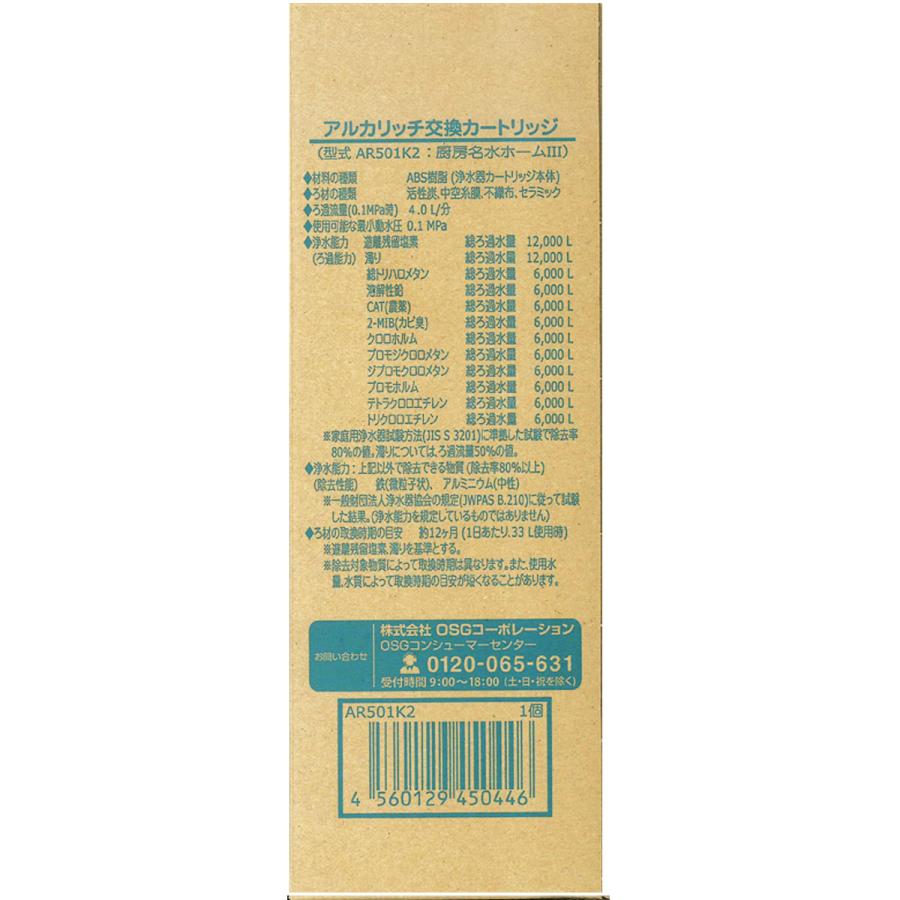 アルカリッチ交換カートリッジ
(型式 AR501K2：厨房名水ホームIII)
◆材料の種類 ABS樹脂 (浄水器カートリッジ本体)
◆ろ材の種類 活性炭、中空糸膜、不織布、セラミック
◆ろ過流量(0.1MPa時) 4.0 L/分
◆使用可能な最小動水圧 0.1 MPa
◆浄水能力 遊離残留塩素 総ろ過水量 12,000 L
(ろ過能力) 濁り 総ろ過水量 12,000 L
総トリハロメタン 総ろ過水量 6,000 L
溶解性鉛 総ろ過水量 6,000 L
CAT(農薬) 総ろ過水量 6,000 L
2-MIB(カビ臭) 総ろ過水量 6,000 L
クロロホルム 総ろ過水量 6,000 L
ブロモジクロロメタン 総ろ過水量 6,000 L
ジブロモクロロメタン 総ろ過水量 6,000 L
ブロモホルム 総ろ過水量 6,000 L
テトラクロロエチレン 総ろ過水量 6,000 L
トリクロロエチレン 総ろ過水量 6,000 L
※家庭用浄水器試験方法(JIS S 3201)に準拠した試験で除去率
80%の値。濁りについては、ろ過流量50%の値。
◆浄水能力：上記以外で除去できる物質 (除去率80%以上)
(除去性能) 鉄(微粒子状)、アルミニウム(中性)
※一般財団法人浄水器協会の規定(JWPAS B.210)に従って試験
した結果。(浄水能力を規定しているものではありません)
◆ろ材の取換時期の目安 約12ヶ月 (1日あたり、33 L使用時)
※遊離残留塩素、濁りを基準とする。
※除去対象物質によって取換時期は異なります。また、使用水
量、水質によって取換時期の目安が短くなることがあります。
お問い合わせ
株式会社 OSGコーポレーション
OSGコンシューマーセンター
0120-065-631
受付時間 9:00～18:00 (土・日・祝を除く)
AR501K2 1個
4 560129 450446